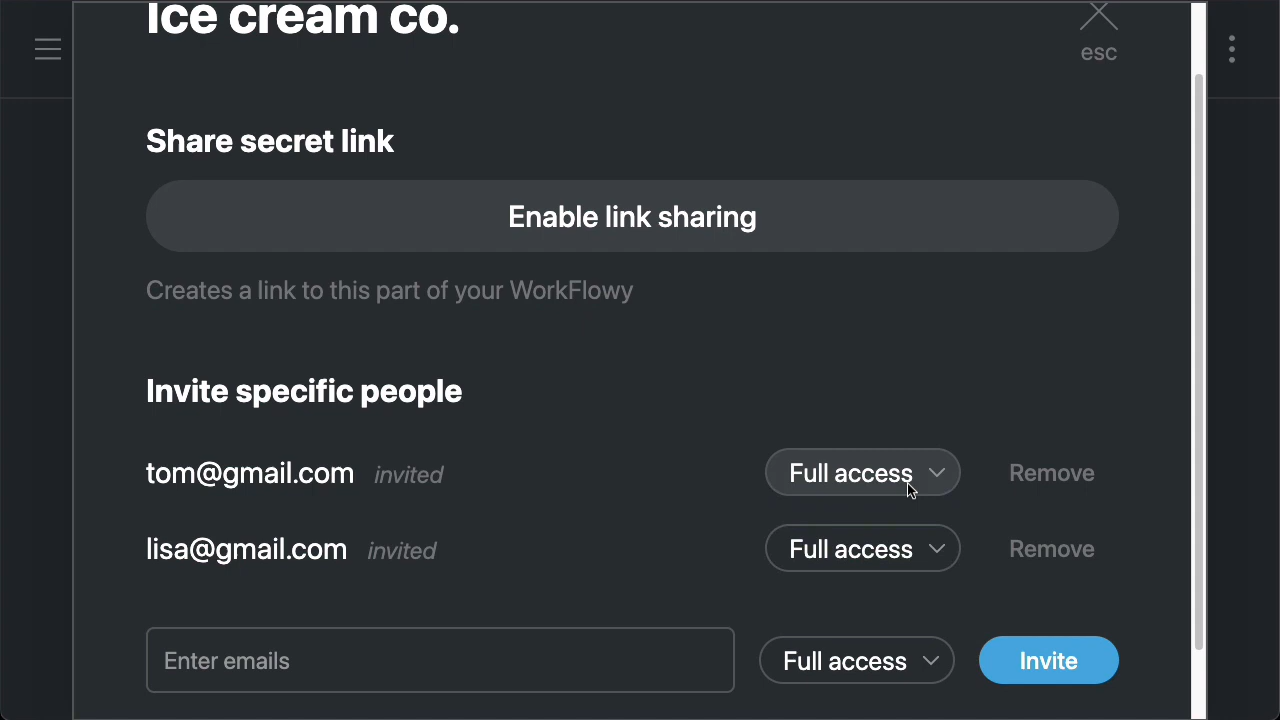 Ice cream co.
esc
Share secret link
Enable link sharing
Creates a link to this part of your WorkFlowy
Invite specific people
tom@gmail.com invited Full access Remove
lisa@gmail.com invited Full access Remove
Enter emails Full access Invite